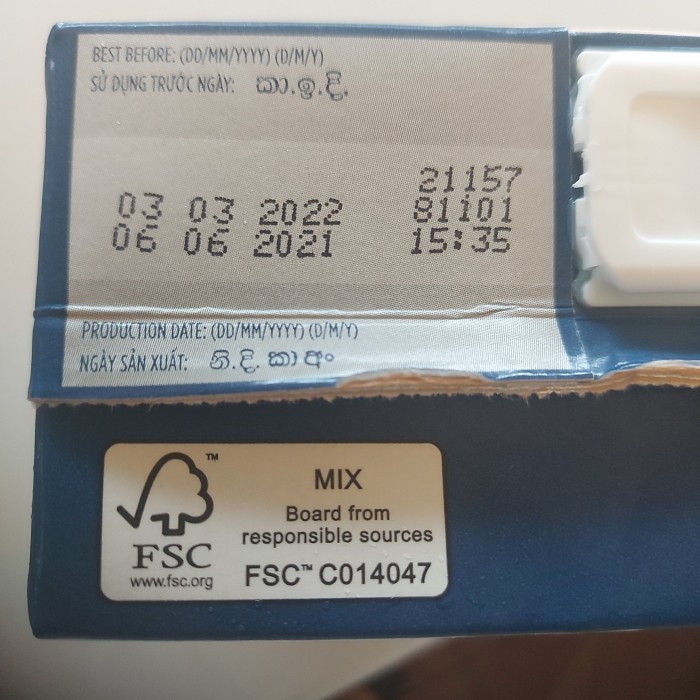 BEST BEFORE: (DD/MM/YYYY) (D/M/Y)
SỬ DỤNG TRƯỚC NGÀY: කා.ඉ.දි.
21157
03 03 2022 81101
06 06 2021 15:35
PRODUCTION DATE: (DD/MM/YYYY) (D/M/Y)
NGÀY SẢN XUẤT: නි.දි. කා අං
TM
FSC
www.fsc.org
MIX
Board from
responsible sources
FSC™ C014047